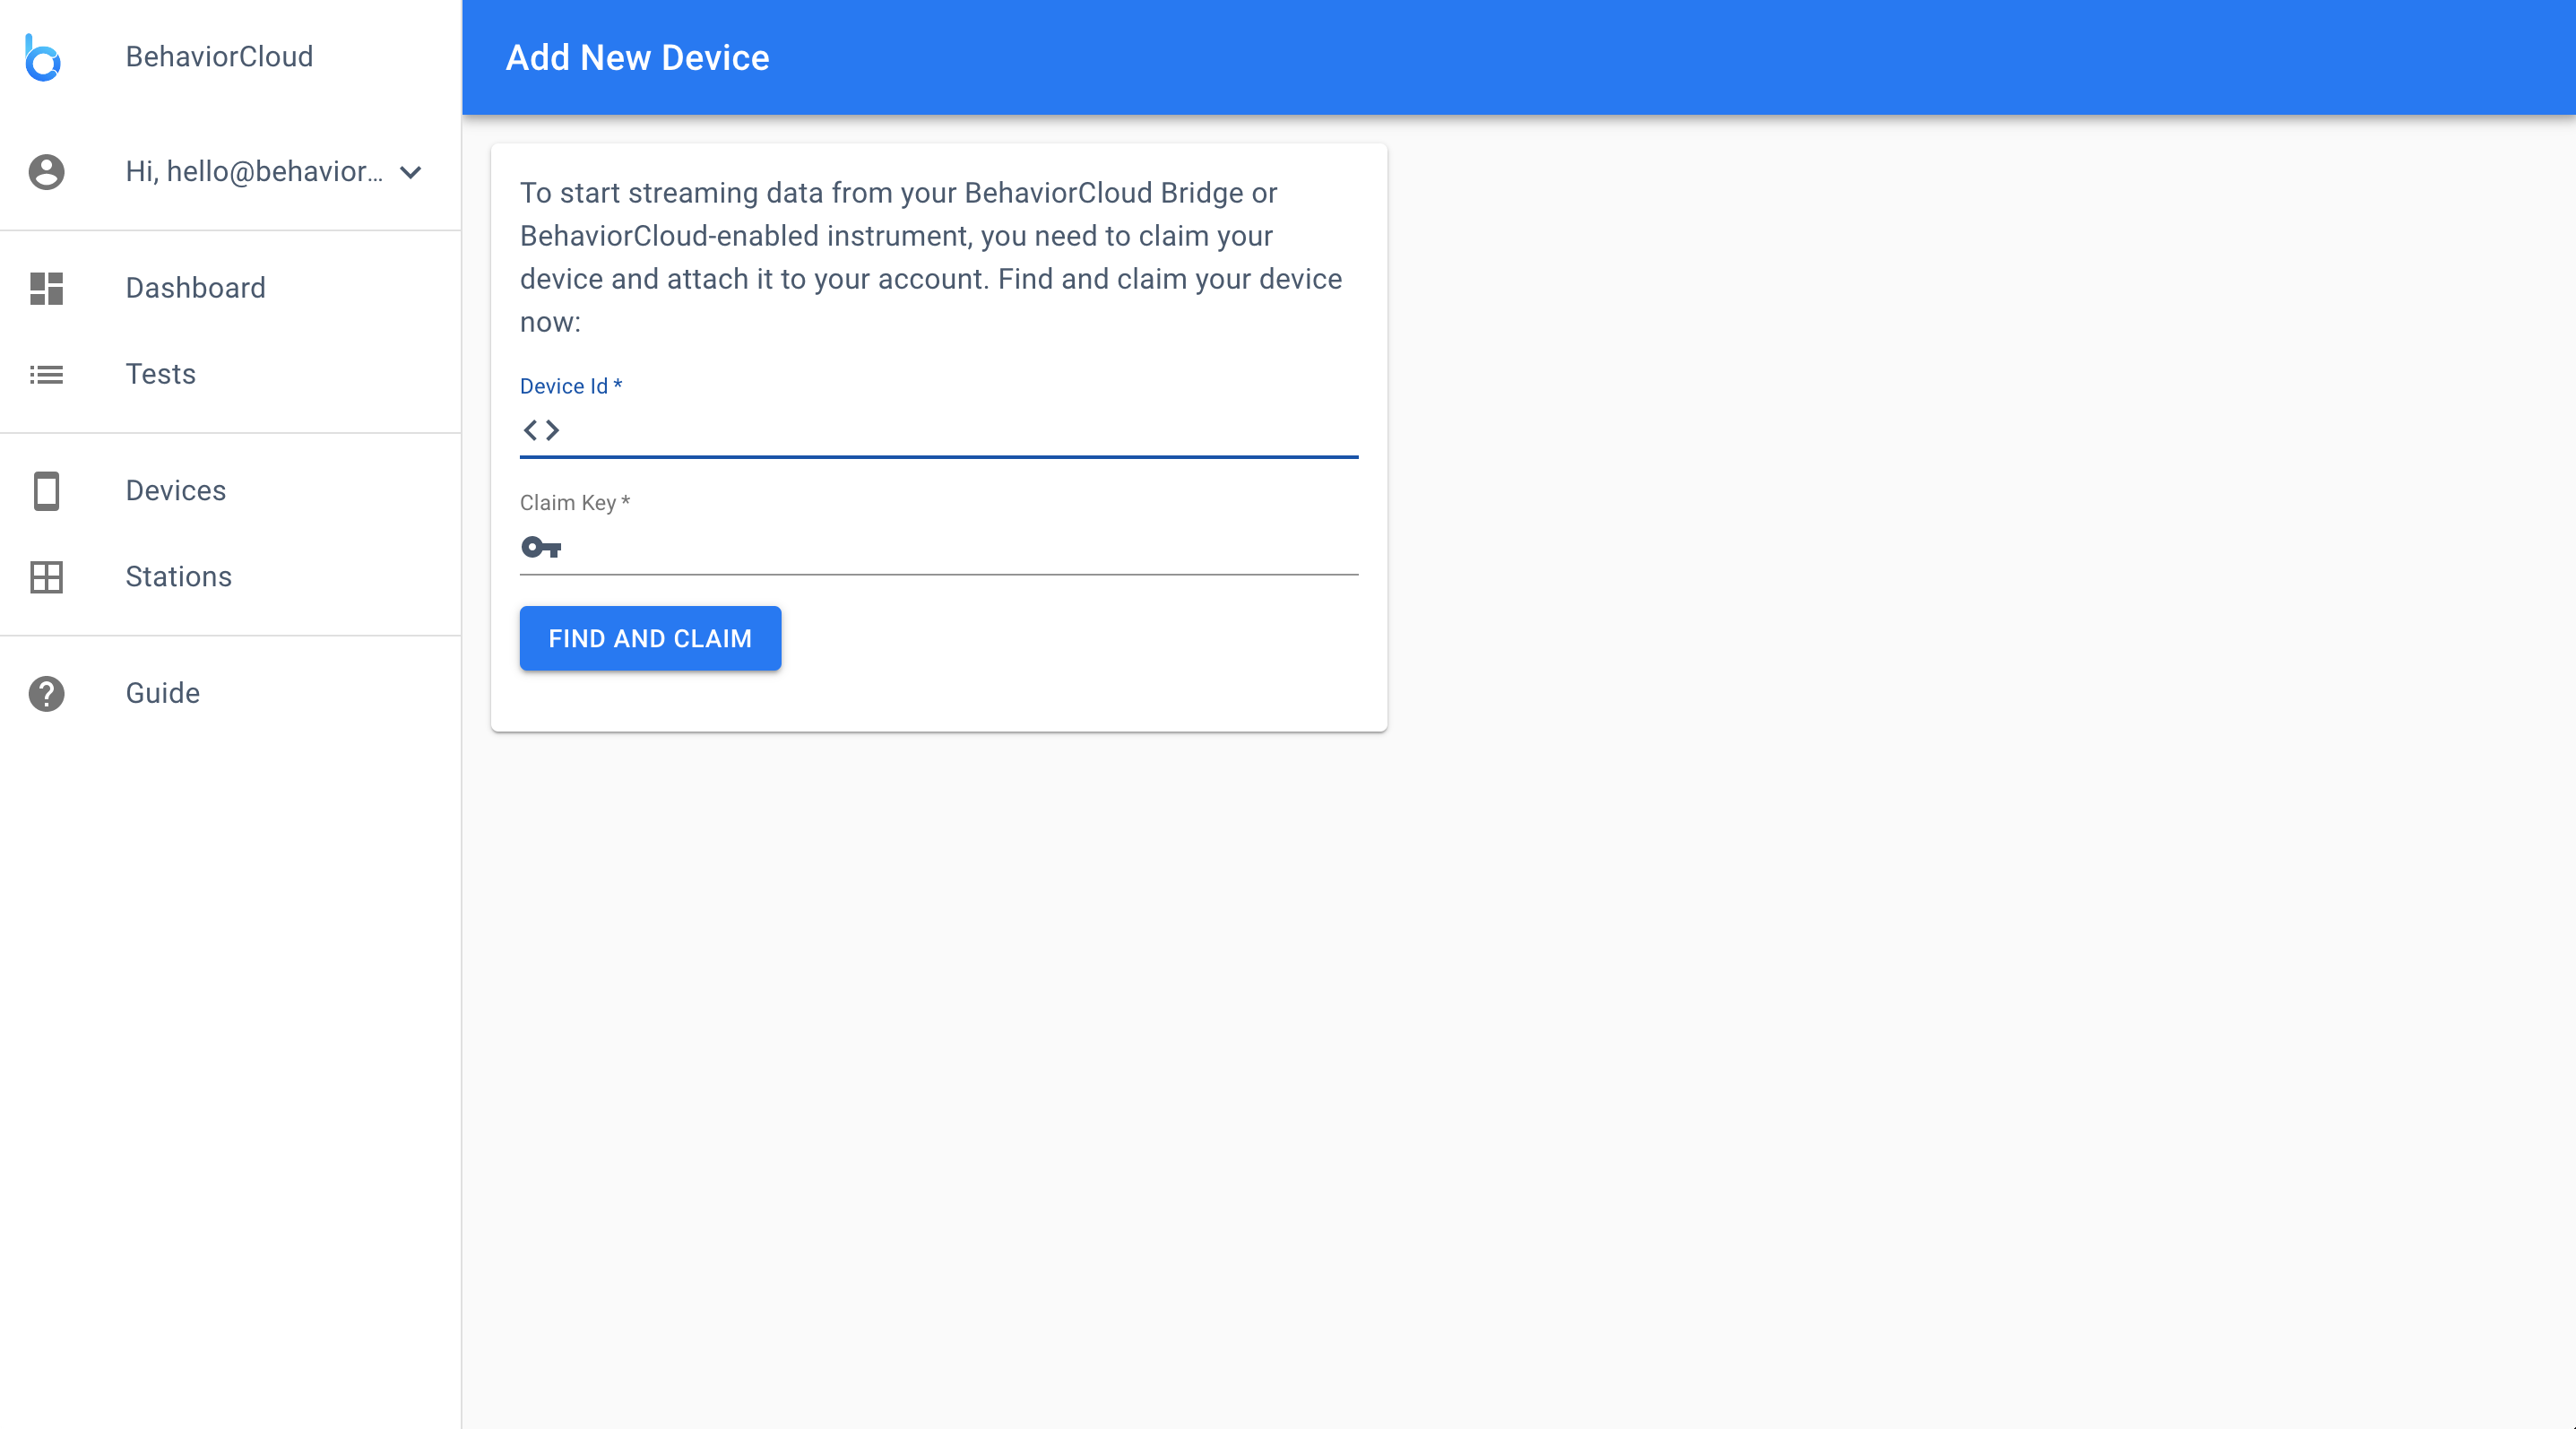 BehaviorCloud
Hi, hello@behavior...
Dashboard
Tests
Devices
Stations
Guide
Add New Device
To start streaming data from your BehaviorCloud Bridge or
BehaviorCloud-enabled instrument, you need to claim your
device and attach it to your account. Find and claim your device
now:
Device Id *
Claim Key *
FIND AND CLAIM